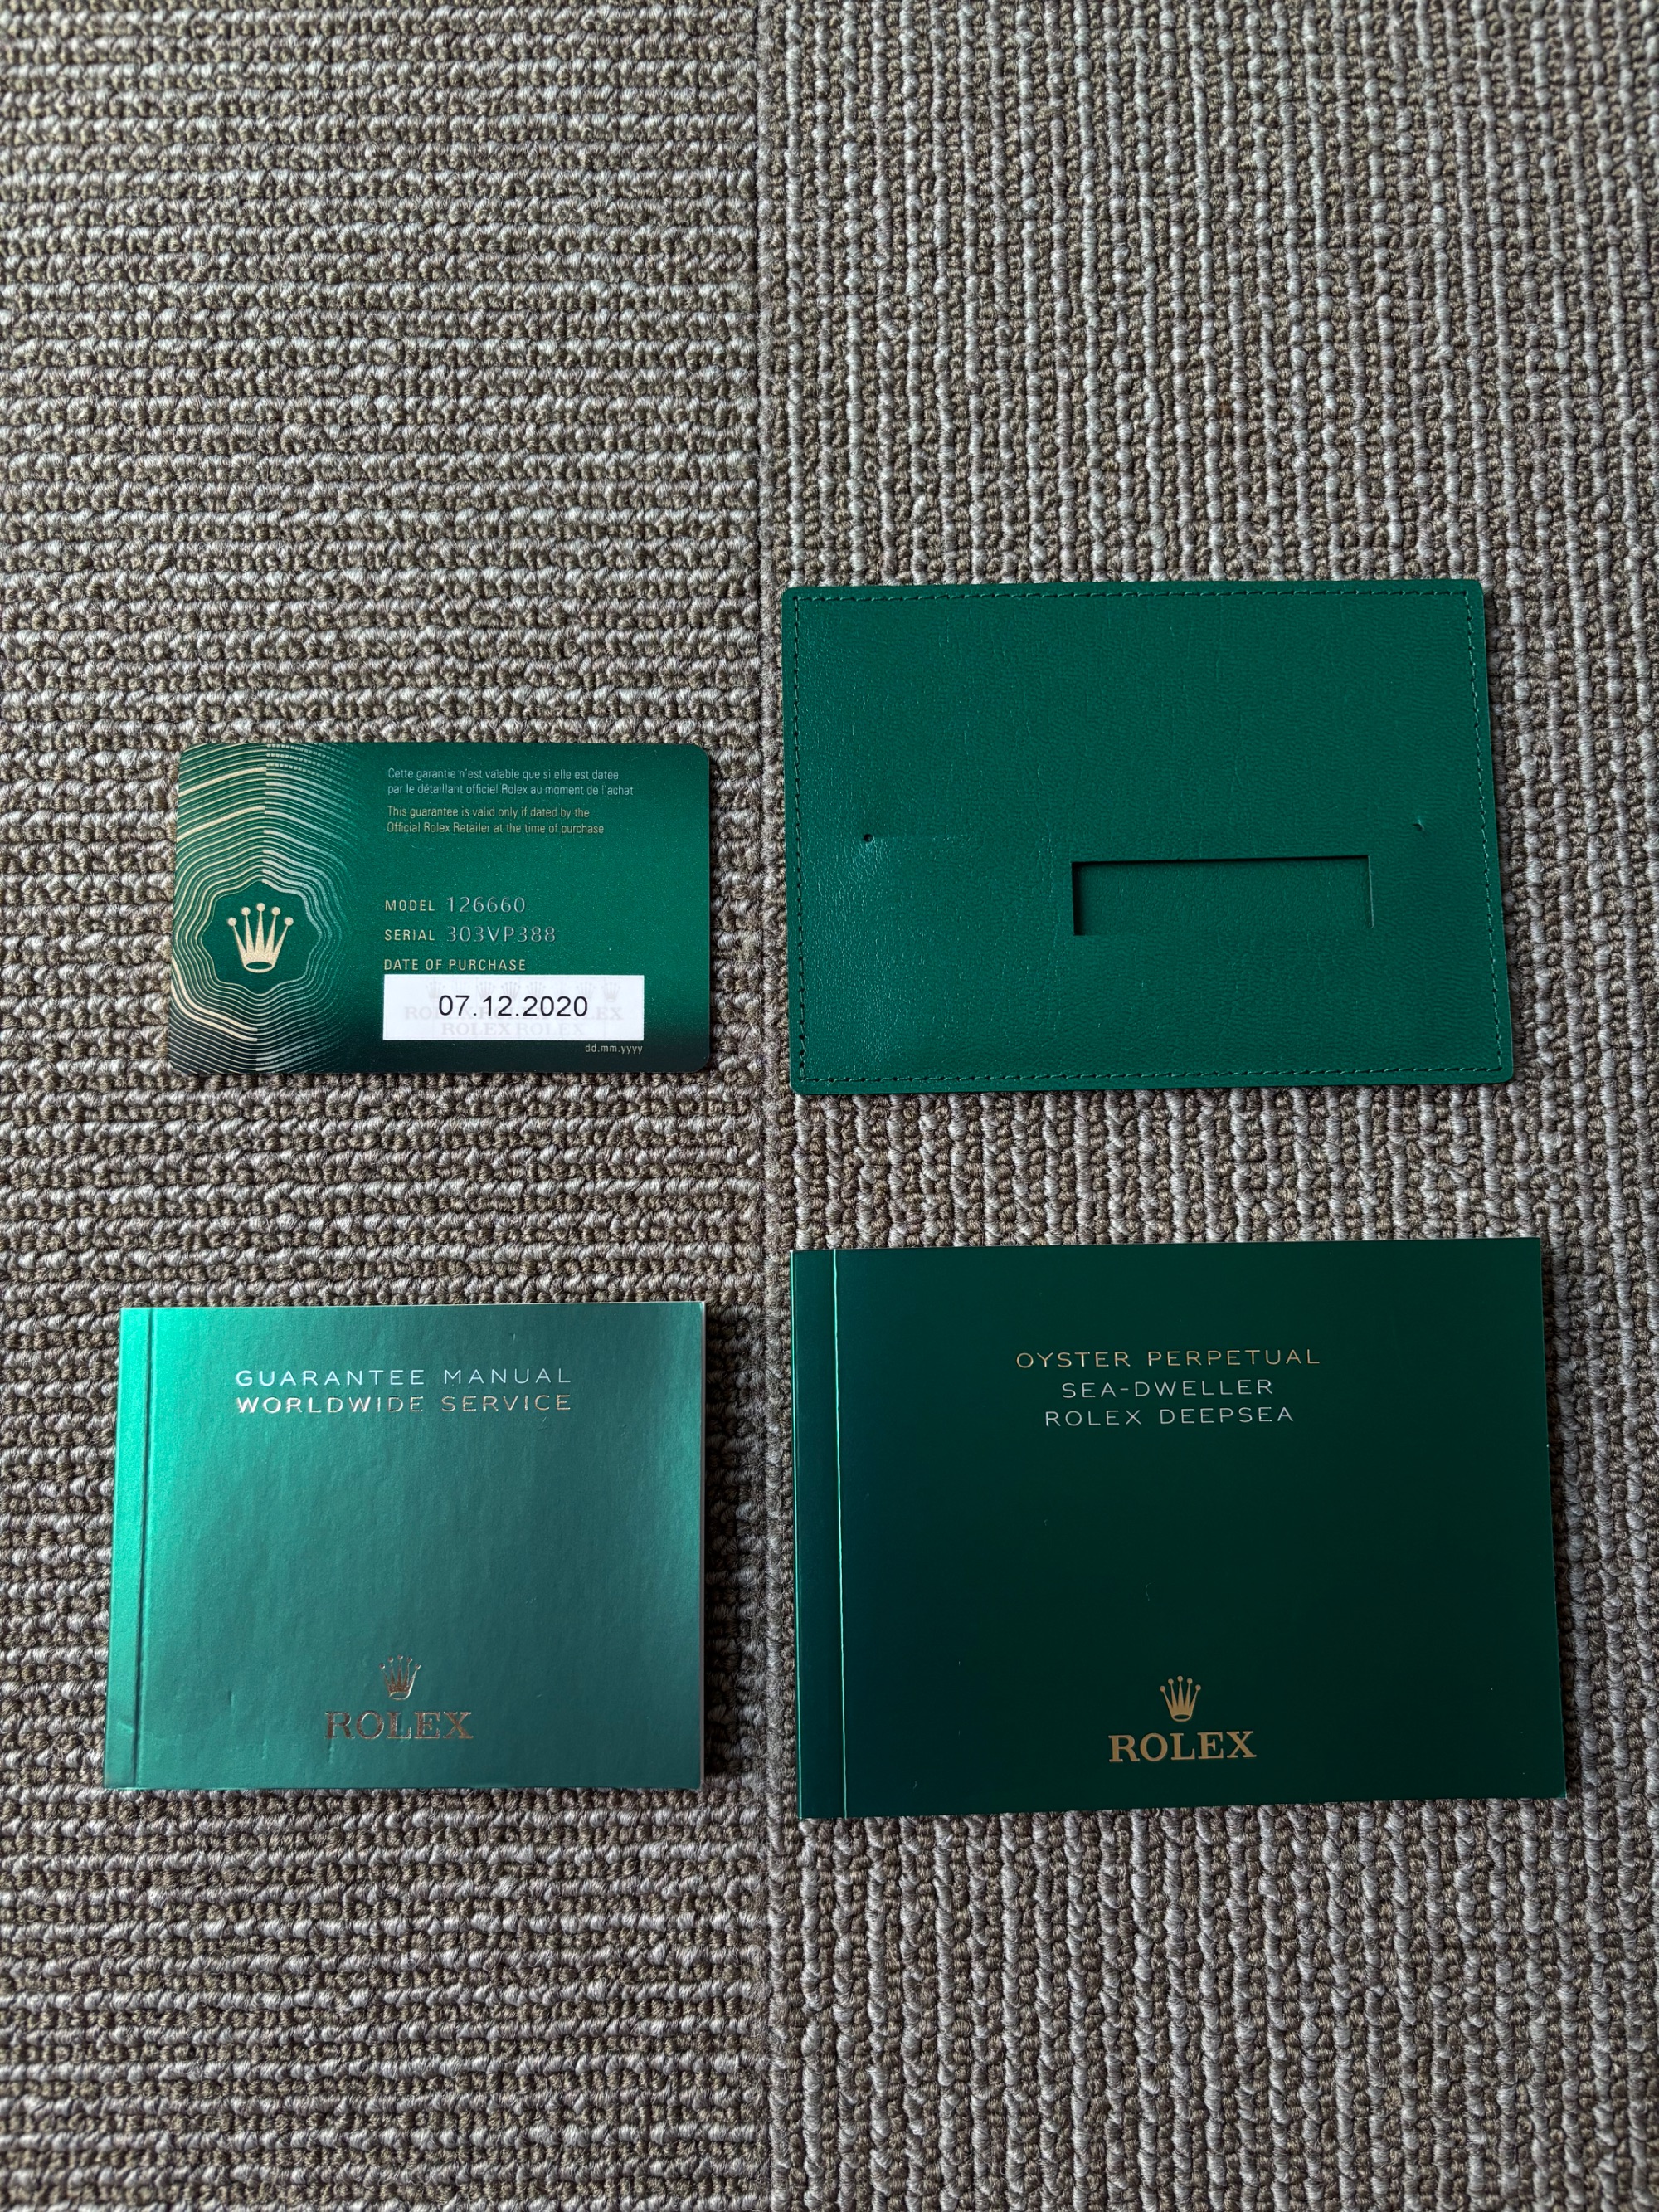 Cette garantie n'est valable que si elle est datée
par le détaillant officiel Rolex au moment de l'achat
This guarantee is valid only if dated by the
Official Rolex Retailer at the time of purchase
MODEL 126660
SERIAL 303VP388
DATE OF PURCHASE
07.12.2020
ROLEX ROLEX
dd.mm.yyyy
GUARANTEE MANUAL
WORLDWIDE SERVICE
ROLEX
OYSTER PERPETUAL
SEA-DWELLER
ROLEX DEEPSEA
ROLEX